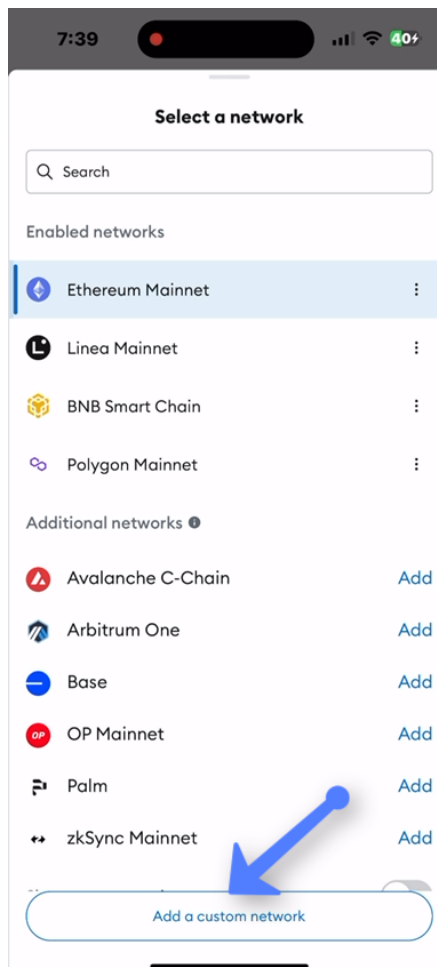 7:39
40
Select a network
Search
Enabled networks
Ethereum Mainnet
Linea Mainnet
BNB Smart Chain
Polygon Mainnet
Additional networks
Avalanche C-Chain Add
Arbitrum One Add
Base Add
OP OP Mainnet Add
Palm Add
zkSync Mainnet Add
Add a custom network